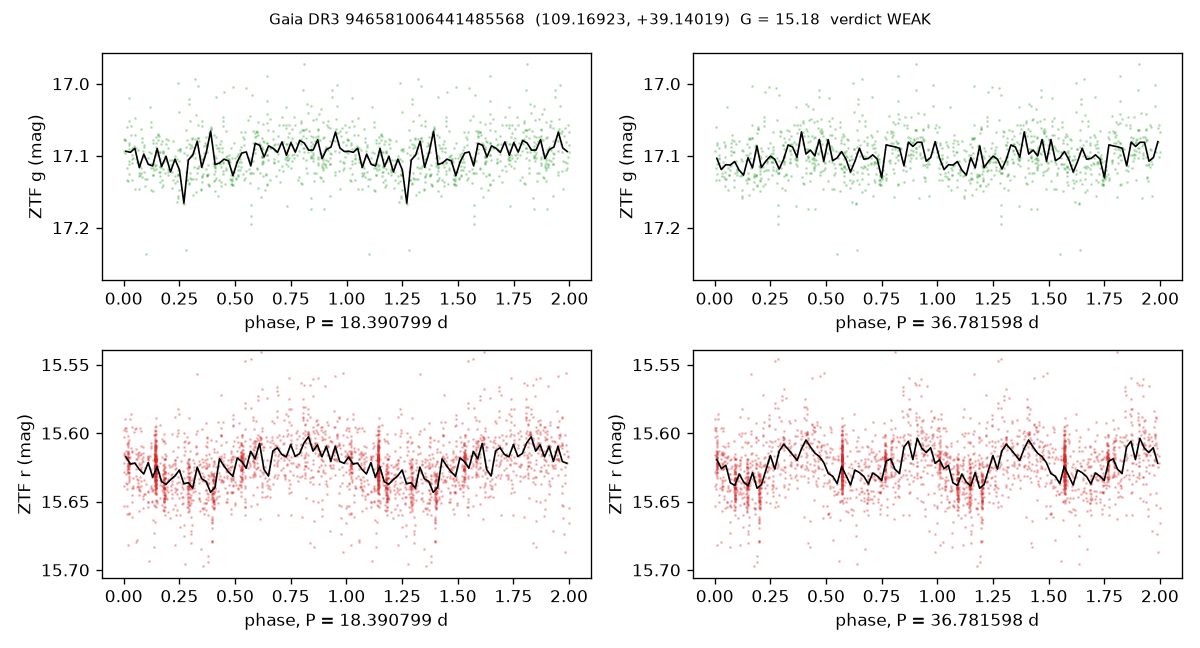 Gaia DR3 946581006441485568 (109.16923, +39.14019) G = 15.18 verdict WEAK
ZTF g (mag)
17.0
17.1
17.2
0.00 0.25 0.50 0.75 1.00 1.25 1.50 1.75 2.00
phase, P = 18.390799 d
ZTF g (mag)
17.0
17.1
17.2
0.00 0.25 0.50 0.75 1.00 1.25 1.50 1.75 2.00
phase, P = 36.781598 d
ZTF r (mag)
15.55
15.60
15.65
15.70
0.00 0.25 0.50 0.75 1.00 1.25 1.50 1.75 2.00
phase, P = 18.390799 d
ZTF r (mag)
15.55
15.60
15.65
15.70
0.00 0.25 0.50 0.75 1.00 1.25 1.50 1.75 2.00
phase, P = 36.781598 d